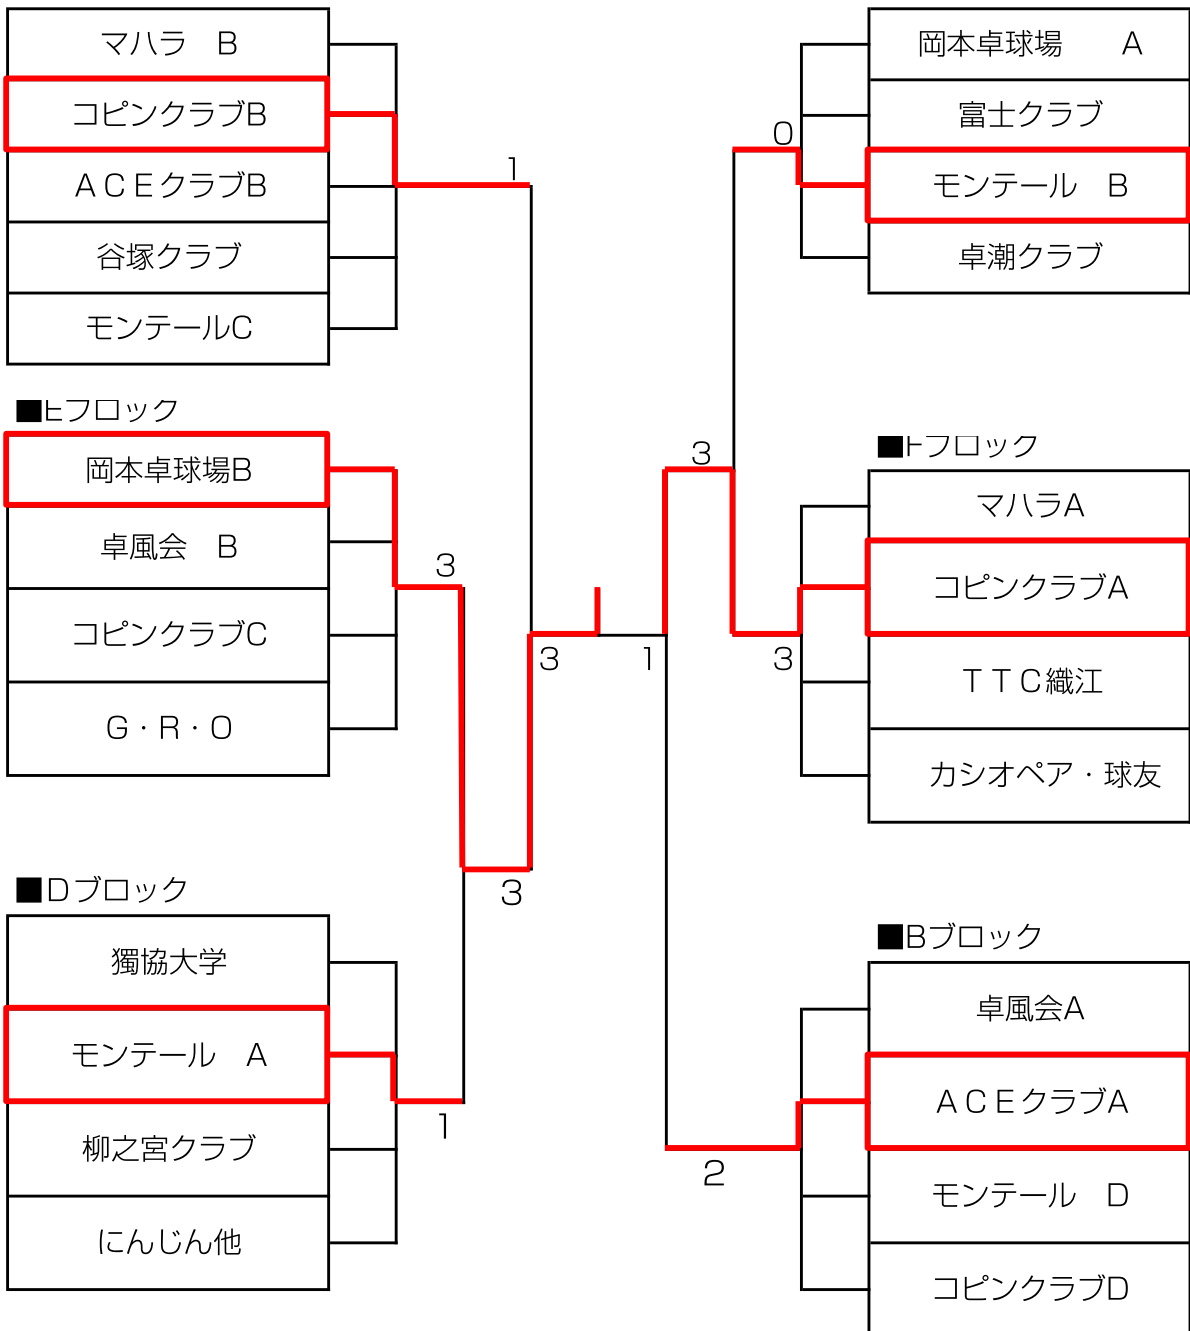 マハラ　B
コピンクラブB
ＡＣＥクラブB
谷塚クラブ
モンテールC
1
■Eブロック
岡本卓球場B
卓風会　B
コピンクラブC
G・R・O
3
3
3
■Dブロック
獨協大学
モンテール　A
柳之宮クラブ
にんじん他
1
岡本卓球場　　A
富士クラブ
モンテール　B
卓潮クラブ
0
3
■Fブロック
マハラA
コピンクラブA
ＴＴＣ織江
カシオペア・球友
1
3
■Bブロック
卓風会A
ＡＣＥクラブA
モンテール　D
コピンクラブD
2